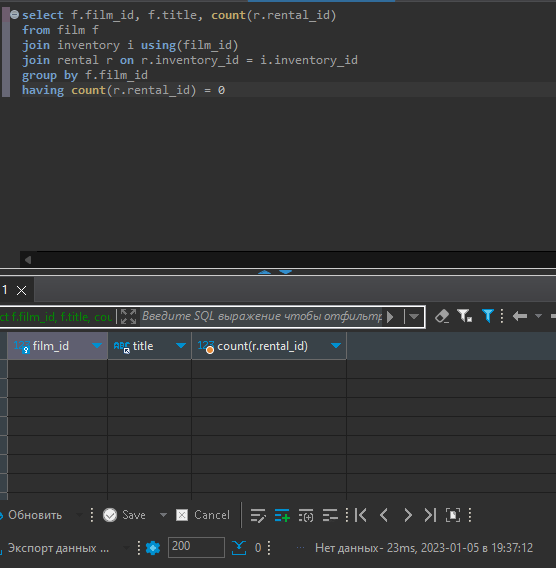 select f.film_id, f.title, count(r.rental_id)
from film f
join inventory i using(film_id)
join rental r on r.inventory_id = i.inventory_id
group by f.film_id
having count(r.rental_id) = 0
1
ct f.film_id, f.title, cou
Введите SQL выражение чтобы отфильтр
film_id
ABC title
123 count(r.rental_id)
Обновить
Save
Cancel
Экспорт данных ...
200
0
Нет данных- 23ms, 2023-01-05 в 19:37:12